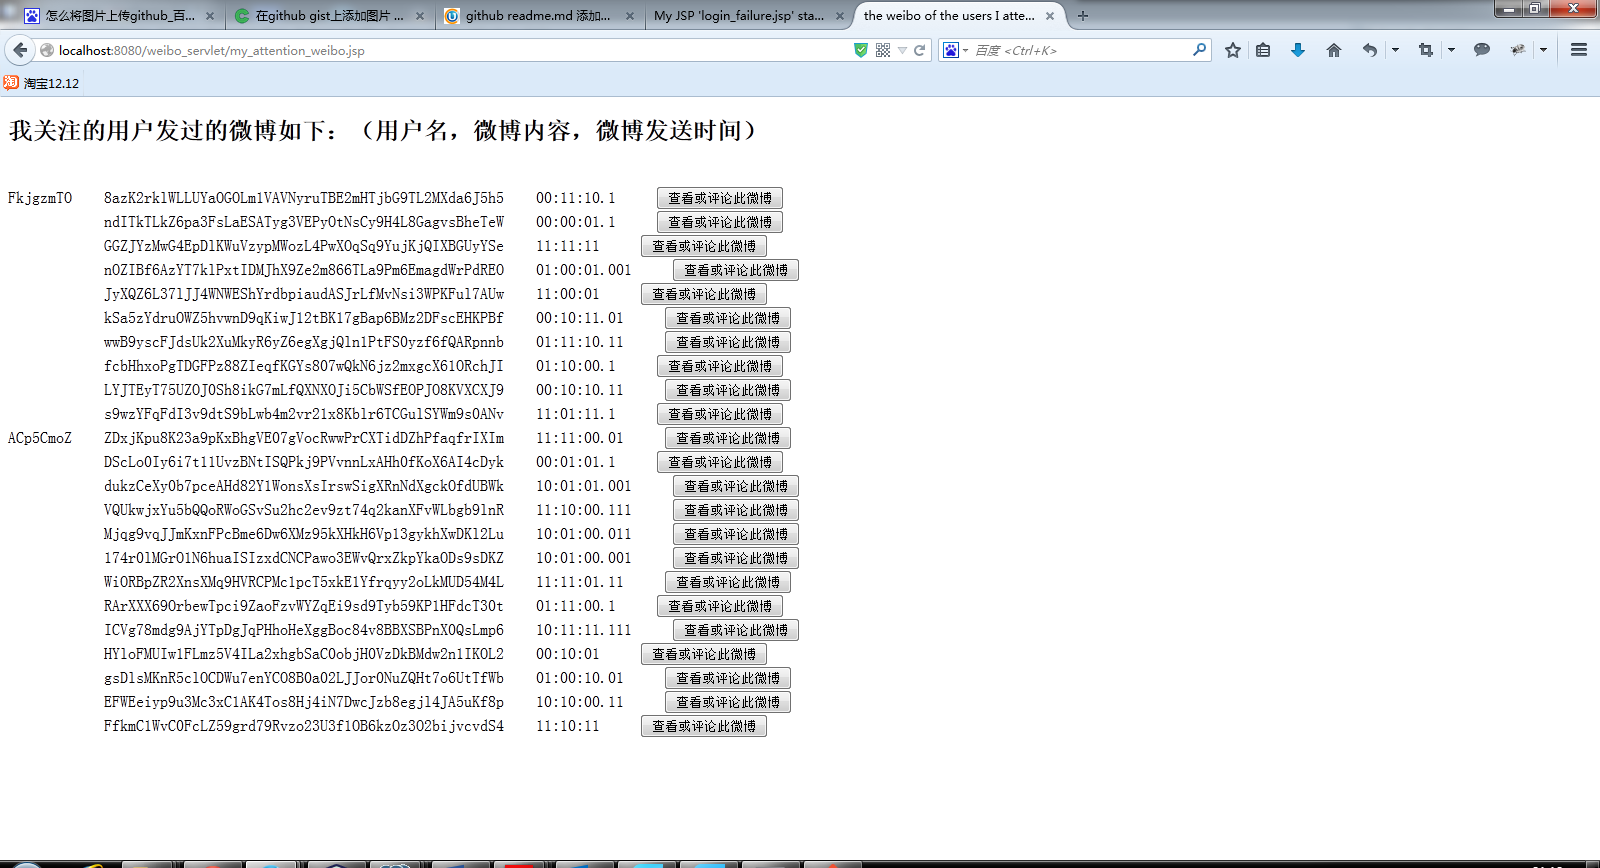 怎么将图片上传github_百...
在github gist上添加图片 ...
github readme.md 添加...
My JSP 'login_failure.jsp' sta...
the weibo of the users I atte...
localhost:8080/weibo_servlet/my_attention_weibo.jsp
百度 <Ctrl+K>
淘宝12.12
我关注的用户发过的微博如下：（用户名，微博内容，微博发送时间）
FkjgzmTO 8azK2rklWLLUYaOGOLm1VAVNyruTBE2mHTjbG9TL2MXda6J5h5 00:11:10.1 查看或评论此微博
ndITkTLkZ6pa3FsLaESATyg3VEPyOtNsCy9H4L8GagvsBheTeW 00:00:01.1 查看或评论此微博
GGZJYzMwG4EpDlKWuVzypMWozL4PwXOqSq9YujKjQIXBGUyYSe 11:11:11 查看或评论此微博
nOZIBf6AzYT7klPxtIDMJhX9Ze2m866TLa9Pm6EmagdWrPdREO 01:00:01.001 查看或评论此微博
JyXQZ6L37lJJ4WNWEShYrdbpiaudASJrLfMvNsi3WPKFul7AUw 11:00:01 查看或评论此微博
kSa5zYdruOWZ5hvwnD9qKiwJ12tBK17gBap6BMz2DFscEHKPBf 00:10:11.01 查看或评论此微博
wwB9yscFJdsUk2XuMkyR6yZ6egXgjQln1PtFS0yzf6fQARpnnb 01:11:10.11 查看或评论此微博
fcbHhxoPgTDGFPz88ZIeqfKGYs807wQkN6jz2mxgcX61ORchJI 01:10:00.1 查看或评论此微博
LYJTEyT75UZOJ0Sh8ikG7mLfQXNXOJi5CbWSfEOPJ08KVXCXJ9 00:10:10.11 查看或评论此微博
s9wzYFqFdI3v9dtS9bLwb4m2vr21x8Kblr6TCGulSYWm9s0ANv 11:01:11.1 查看或评论此微博
ACp5CmoZ ZDxjKpu8K23a9pKxBhgVE07gVocRwwPrCXTidDZhPfaqfrIXIm 11:11:00.01 查看或评论此微博
DScLo0Iy6i7t11UvzBNtISQPkj9PVvnnLxAHh0fKoX6AI4cDyk 00:01:01.1 查看或评论此微博
dukzCeXy0b7pceAHd82Y1WonsXsIrswSigXRnNdXgckOfdUBWk 10:01:01.001 查看或评论此微博
VQUkwjxYu5bQQoRWoGSvSu2hc2ev9zt74q2kanXFvWLbgb9lnR 11:10:00.111 查看或评论此微博
Mjqg9vqJJmKxnFPcBme6Dw6XMz95kXHkH6Vp13gykhXwDK12Lu 10:01:00.011 查看或评论此微博
174r01MGr01N6huaISIzxdCNCPawo3EWvQrxZkpYkaODs9sDKZ 10:01:00.001 查看或评论此微博
WiORBpZR2XnsXMq9HVRCPMc1pcT5xkE1Yfrqyy2oLkMUD54M4L 11:11:01.11 查看或评论此微博
RArXXX69OrbewTpci9ZaoFzvWYZqEi9sd9Tyb59KP1HFdcT30t 01:11:00.1 查看或评论此微博
ICVg78mdg9AjYTpDgJqPHhoHeXggBoc84v8BBXSBPnX0QsLmp6 10:11:11.111 查看或评论此微博
HYloFMUIw1FLmz5V4ILa2xhgbSaCOobjH0VzDkBMdw2n1IKOL2 00:10:01 查看或评论此微博
gsDlsMKnR5clOCDWu7enYCO8B0a02LJJor0NuZQHt7o6UtTfWb 01:00:10.01 查看或评论此微博
EFWEeiyp9u3Mc3xC1AK4Tos8Hj4iN7DwcJzb8egjl4JA5uKf8p 10:10:00.11 查看或评论此微博
FfkmC1WvC0FcLZ59grd79Rvzo23U3f1OB6kzOz3O2bijvcvdS4 11:10:11 查看或评论此微博